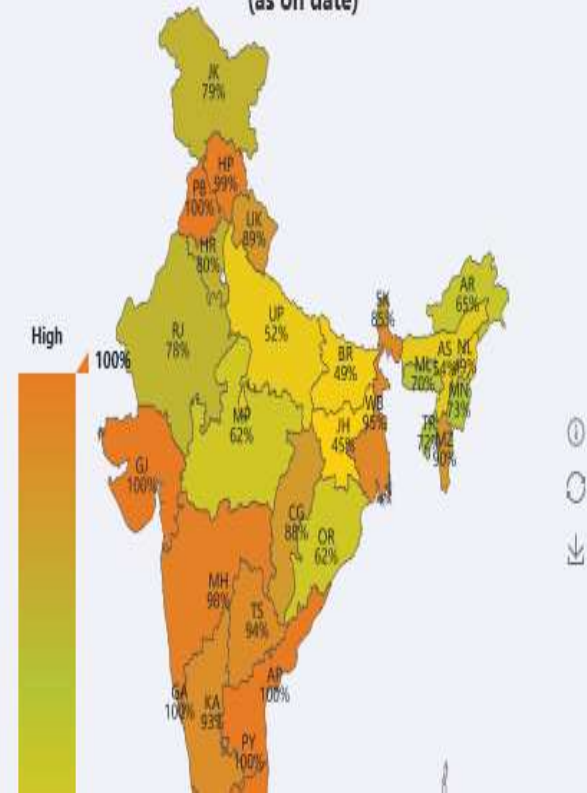 (as on date)
JK
79%
HP
99%
PB
100%
UK
89%
HR
80%
AR
65%
SK
85%
UP
52%
RJ
78%
High
100%
BR
49%
AS
54%
NL
49%
ML
70%
MN
73%
WB
95%
TR
72%
MZ
90%
MP
62%
JH
45%
GJ
100%
CG
88%
OR
62%
MH
98%
TS
94%
AP
100%
GA
100%
KA
93%
PY
100%